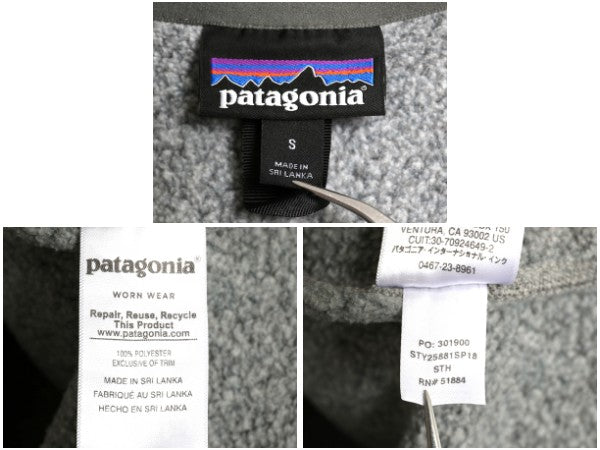 patagonia®
S
MADE IN
SRI LANKA
patagonia®
WORN WEAR
Repair, Reuse, Recycle
This Product
www.patagonia.com
100% POLYESTER
EXCLUSIVE OF TRIM
MADE IN SRI LANKA
FABRIQUÉ AU SRI LANKA
HECHO EN SRI LANKA
150
VENTURA, CA 93002 US
CUIT:30-70924649-2
パタゴニア・インターナショナル・インク
0467-23-8961
PO: 301900
STY25881SP18
STH
RN# 51884